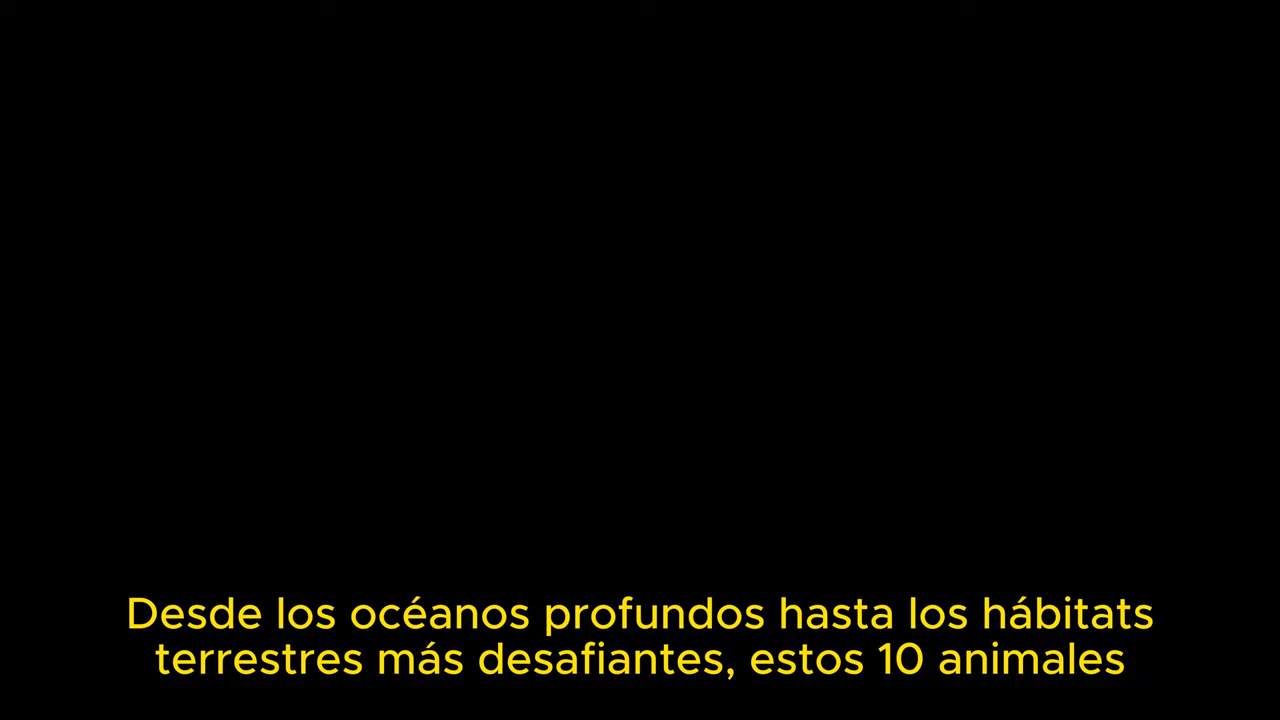 Desde los océanos profundos hasta los hábitats
terrestres más desafiantes, estos 10 animales